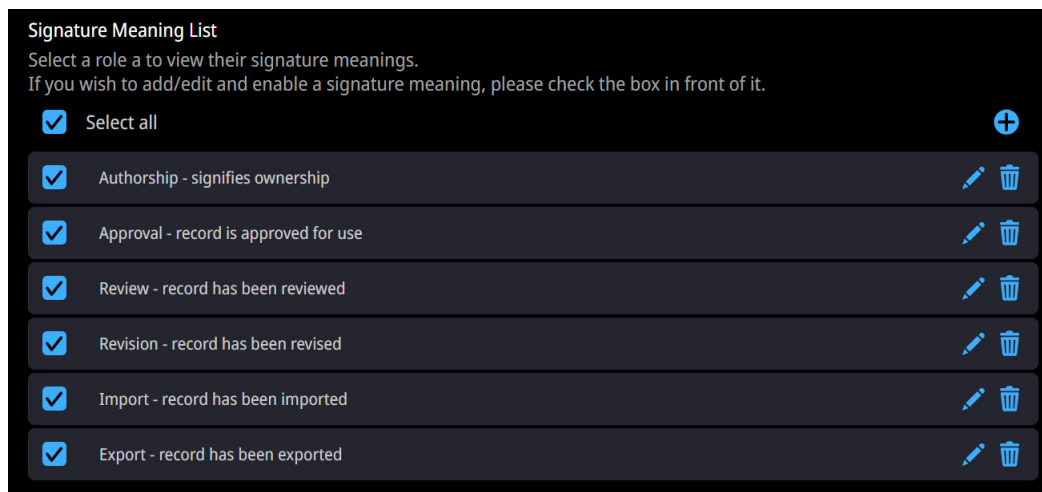 Signature Meaning List
Select a role a to view their signature meanings.
If you wish to add/edit and enable a signature meaning, please check the box in front of it.
Select all
Authorship - signifies ownership
Approval - record is approved for use
Review - record has been reviewed
Revision - record has been revised
Import - record has been imported
Export - record has been exported